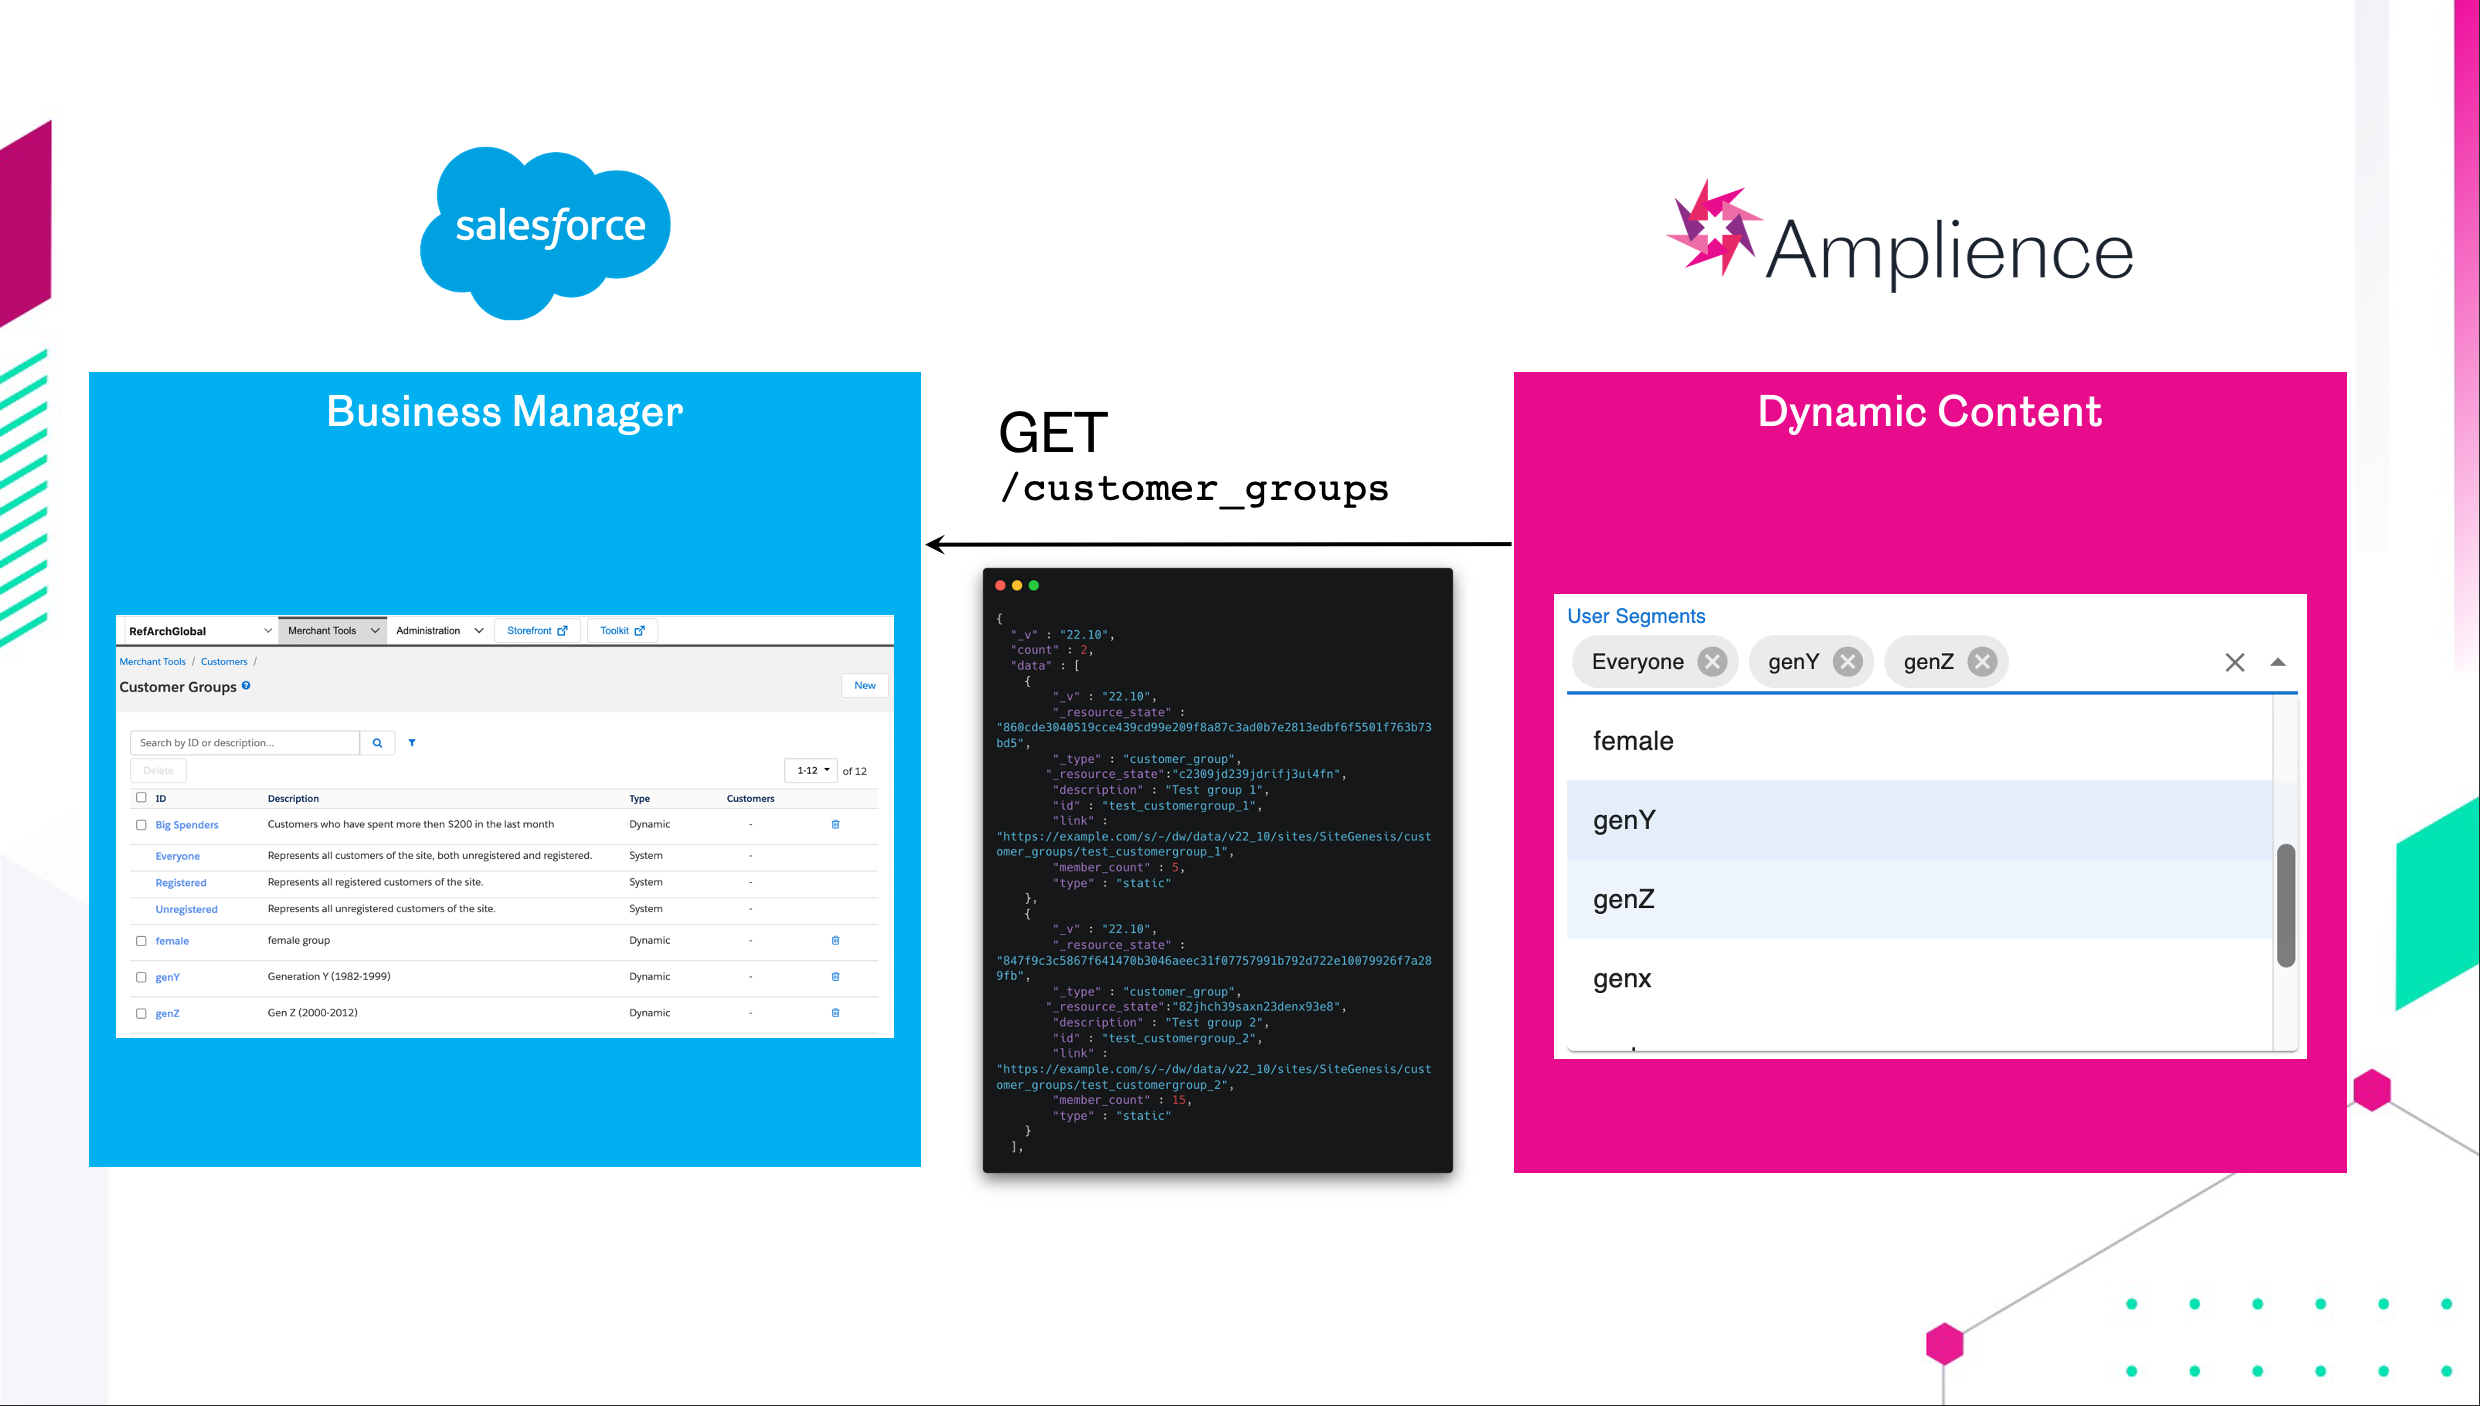 salesforce
Amplience
Business Manager
RefArchGlobal Merchant Tools Administration Storefront Toolkit
Merchant Tools / Customers /
Customer Groups
New
Search by ID or description...
Delete
1-12 of 12
ID Description Type Customers
Big Spenders Customers who have spent more then $200 in the last month Dynamic -
Everyone Represents all customers of the site, both unregistered and registered. System -
Registered Represents all registered customers of the site. System -
Unregistered Represents all unregistered customers of the site. System -
female female group Dynamic -
genY Generation Y (1982-1999) Dynamic -
genZ Gen Z (2000-2012) Dynamic -
GET
/customer_groups
{
"_v" : "22.10",
"count" : 2,
"data" : [
{
"_v" : "22.10",
"_resource_state" :
"860cde3040519cce439cd99e209f8a87c3ad0b7e2813edbf6f5501f763b73
bd5",
"_type" : "customer_group",
"_resource_state":"c2309jd239jdrifj3ui4fn",
"description" : "Test group 1",
"id" : "test_customergroup_1",
"link" :
"https://example.com/s/-/dw/data/v22_10/sites/SiteGenesis/cust
omer_groups/test_customergroup_1",
"member_count" : 5,
"type" : "static"
},
{
"_v" : "22.10",
"_resource_state" :
"847f9c3c5867f641470b3046aeec31f07757991b792d722e10079926f7a28
9fb",
"_type" : "customer_group",
"_resource_state":"82jhch39saxn23denx93e8",
"description" : "Test group 2",
"id" : "test_customergroup_2",
"link" :
"https://example.com/s/-/dw/data/v22_10/sites/SiteGenesis/cust
omer_groups/test_customergroup_2",
"member_count" : 15,
"type" : "static"
}
],
Dynamic Content
User Segments
Everyone genY genZ
female
genY
genZ
genx